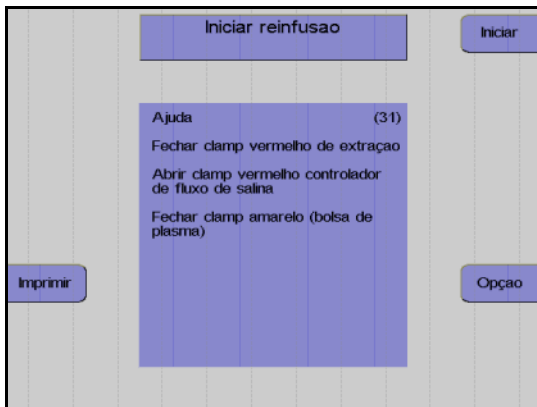 Iniciar reinfusao
Iniciar
Ajuda (31)
Fechar clamp vermelho de extraçao
Abrir clamp vermelho controlador
de fluxo de salina
Fechar clamp amarelo (bolsa de
plasma)
Imprimir
Opçao